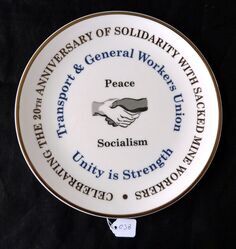 CELEBRATING THE 20TH ANNIVERSARY OF SOLIDARITY WITH SACKED MINE WORKERS •
Transport & General Workers Union
Peace
Socialism
Unity is Strength